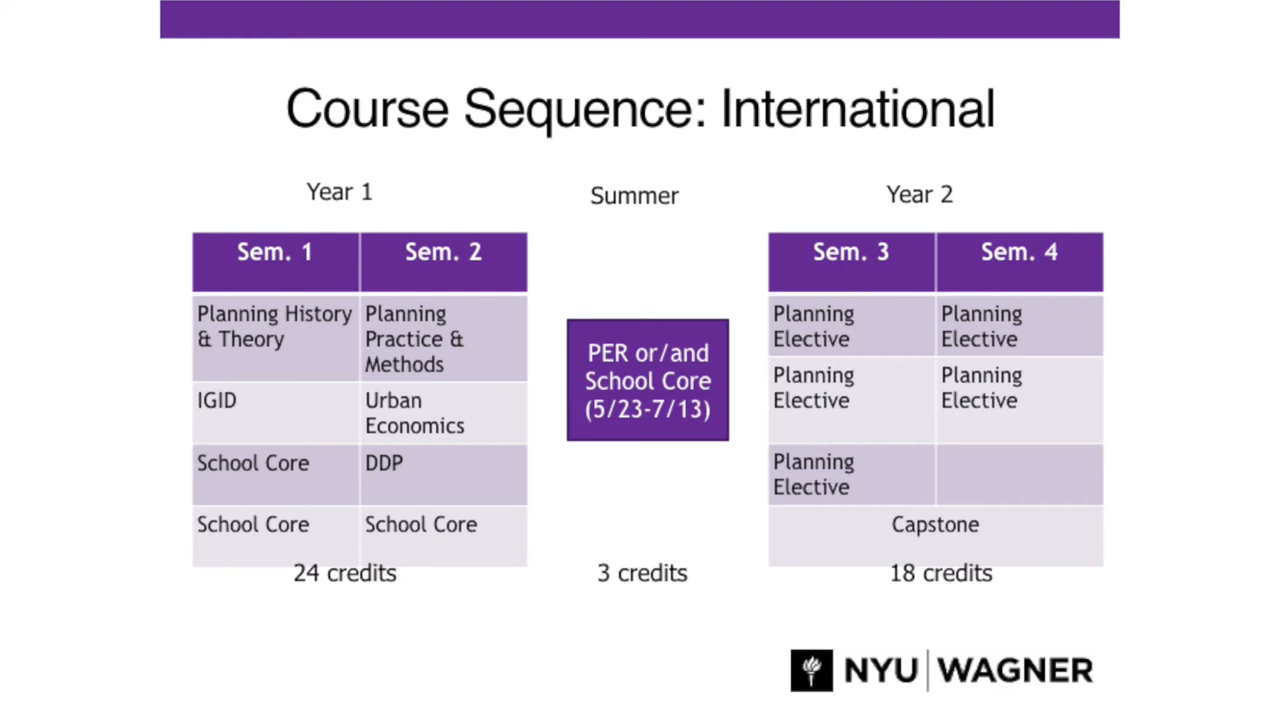 Course Sequence: International
Year 1
Summer
Year 2
Sem. 1
Sem. 2
Planning History
& Theory
Planning
Practice &
Methods
IGID
Urban
Economics
School Core
DDP
School Core
School Core
24 credits
PER or/and
School Core
(5/23-7/13)
3 credits
Sem. 3
Sem. 4
Planning
Elective
Planning
Elective
Planning
Elective
Planning
Elective
Planning
Elective
Capstone
18 credits
NYU WAGNER